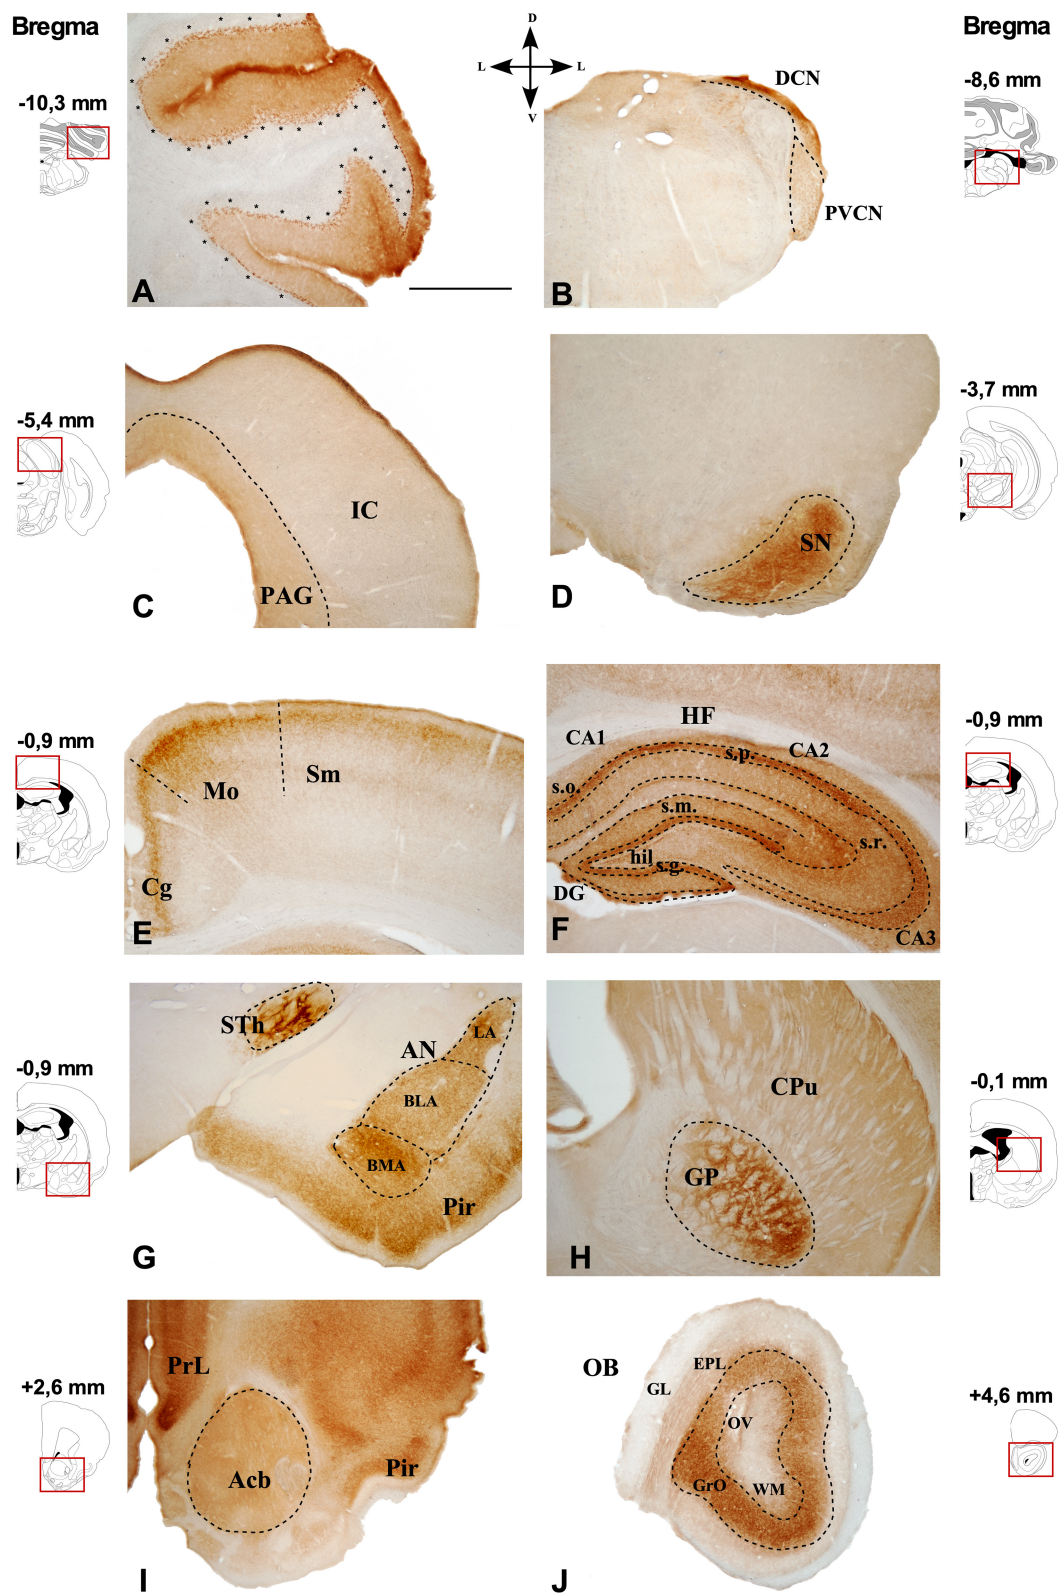 Bregma
Bregma
D
L
L
V
-10,3 mm
A
DCN
PVCN
B
-8,6 mm
-5,4 mm
IC
PAG
C
SN
D
-3,7 mm
-0,9 mm
Mo
Sm
Cg
E
HF
CA1
CA2
s.p.
s.o.
s.m.
s.r.
hil
s.g.
DG
CA3
F
-0,9 mm
-0,9 mm
STh
LA
AN
BLA
BMA
Pir
G
CPu
GP
H
-0,1 mm
+2,6 mm
PrL
Acb
Pir
I
OB
EPL
GL
OV
GrO
WM
J
+4,6 mm